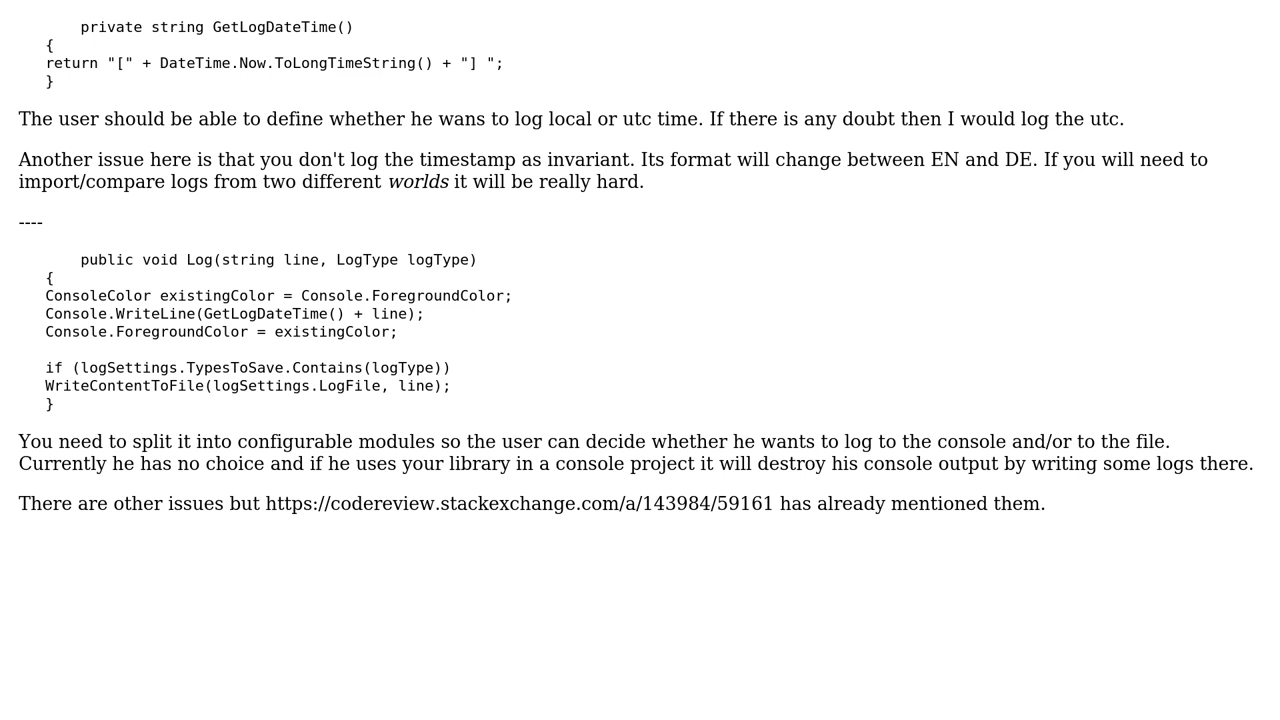 private string GetLogDateTime()
{
return "[" + DateTime.Now.ToLongTimeString() + "] ";
}
The user should be able to define whether he wans to log local or utc time. If there is any doubt then I would log the utc.
Another issue here is that you don't log the timestamp as invariant. Its format will change between EN and DE. If you will need to
import/compare logs from two different worlds it will be really hard.
----
public void Log(string line, LogType logType)
{
ConsoleColor existingColor = Console.ForegroundColor;
Console.WriteLine(GetLogDateTime() + line);
Console.ForegroundColor = existingColor;
if (logSettings.TypesToSave.Contains(logType))
WriteContentToFile(logSettings.LogFile, line);
}
You need to split it into configurable modules so the user can decide whether he wants to log to the console and/or to the file.
Currently he has no choice and if he uses your library in a console project it will destroy his console output by writing some logs there.
There are other issues but https://codereview.stackexchange.com/a/143984/59161 has already mentioned them.